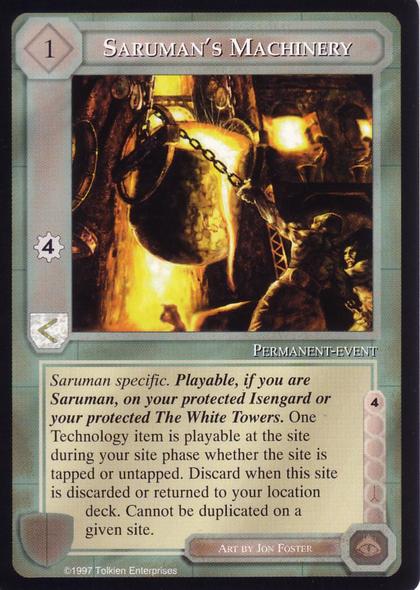 1
Saruman's Machinery
4
Permanent-event
Saruman specific. Playable, if you are
Saruman, on your protected Isengard or
your protected The White Towers. One
Technology item is playable at the site
during your site phase whether the site is
tapped or untapped. Discard when this site
is discarded or returned to your location
deck. Cannot be duplicated on a
given site.
4
Art by Jon Foster
©1997 Tolkien Enterprises